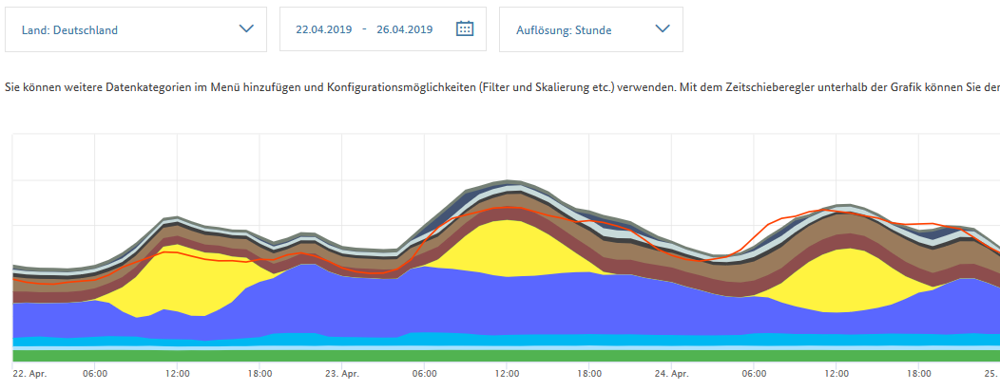 Land: Deutschland
22.04.2019 - 26.04.2019
Auflösung: Stunde
Sie können weitere Datenkategorien im Menü hinzufügen und Konfigurationsmöglichkeiten (Filter und Skalierung etc.) verwenden. Mit dem Zeitschieberegler unterhalb der Grafik können Sie der
22. Apr. 06:00 12:00 18:00 23. Apr. 06:00 12:00 18:00 24. Apr. 06:00 12:00 18:00 25.